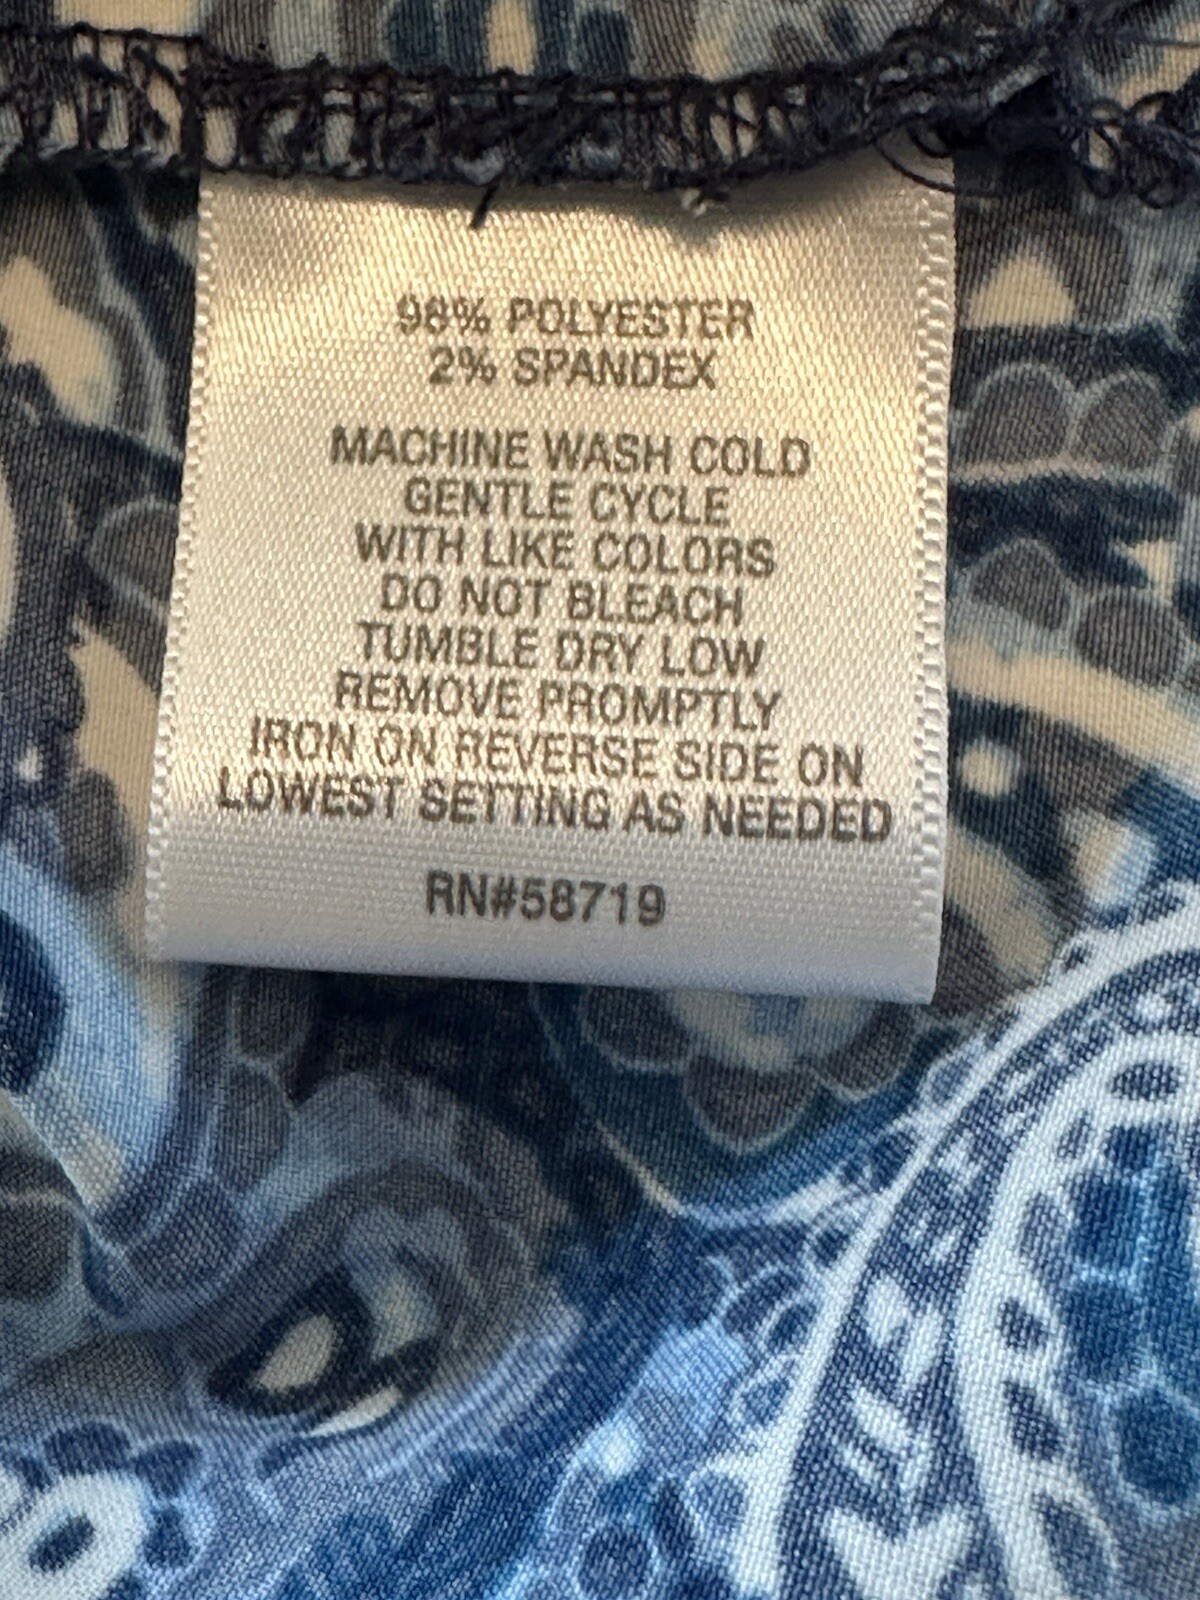 98% POLYESTER
2% SPANDEX
MACHINE WASH COLD
GENTLE CYCLE
WITH LIKE COLORS
DO NOT BLEACH
TUMBLE DRY LOW
REMOVE PROMPTLY
IRON ON REVERSE SIDE ON
LOWEST SETTING AS NEEDED
RN#58719